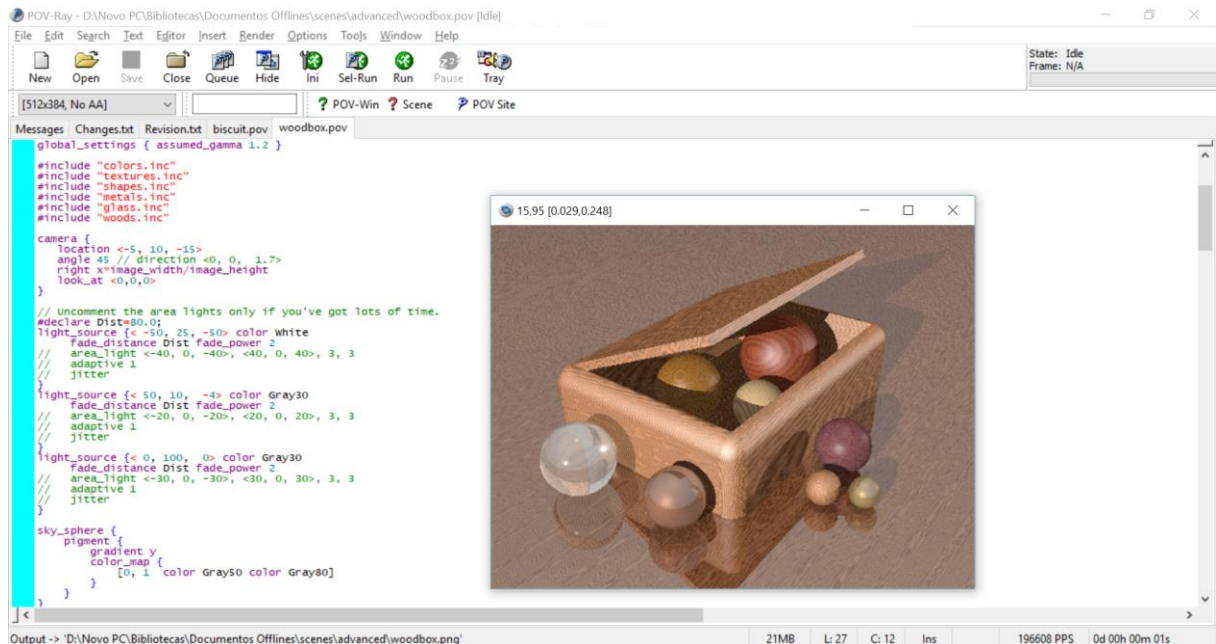 POV-Ray - D:\Novo PC\Bibliotecas\Documentos Offlines\scenes\advanced\woodbox.pov [Idle]
File Edit Search Text Editor Insert Render Options Tools Window Help
New Open Save Close Queue Hide Ini Sel-Run Run Pause Tray
State: Idle
Frame: N/A
[512x384, No AA] POV-Win Scene POV Site
Messages Changes.txt Revision.txt biscuit.pov woodbox.pov
global_settings { assumed_gamma 1.2 }
#include "colors.inc"
#include "textures.inc"
#include "shapes.inc"
#include "metals.inc"
#include "glass.inc"
#include "woods.inc"
camera {
location <-5, 10, -15>
angle 45 // direction <0, 0, 1.7>
right x*image_width/image_height
look_at <0,0,0>
}
// Uncomment the area lights only if you've got lots of time.
#declare Dist=80.0;
light_source {< -50, 25, -50> color White
fade_distance Dist fade_power 2
// area_light <-40, 0, -40>, <40, 0, 40>, 3, 3
// adaptive 1
// jitter
}
light_source {< 50, 10, -4> color Gray30
fade_distance Dist fade_power 2
// area_light <-20, 0, -20>, <20, 0, 20>, 3, 3
// adaptive 1
// jitter
}
light_source {< 0, 100, 0> color Gray30
fade_distance Dist fade_power 2
// area_light <-30, 0, -30>, <30, 0, 30>, 3, 3
// adaptive 1
// jitter
}
sky_sphere {
pigment {
gradient y
color_map {
[0, 1 color Gray50 color Gray80]
}
}
}
15,95 [0.029,0.248]
Output -> 'D:\Novo PC\Bibliotecas\Documentos Offlines\scenes\advanced\woodbox.png' 21MB L: 27 C: 12 Ins 196608 PPS 0d 00h 00m 01s